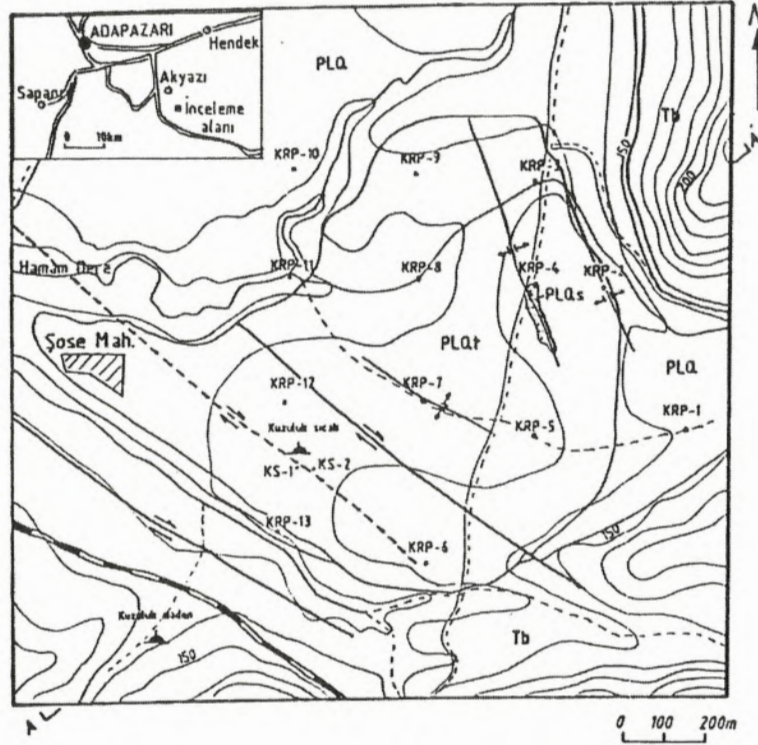 ADAPAZARI
Hendek
Akyazı
Sapanca
İnceleme
alanı
0 10km
PLQ
Tb
150
200
A
N
KRP-10
KRP-9
KRP-3
Hamam Dere
KRP-11
KRP-8
KRP-4
KRP-2
PLQs
Şose Mah.
PLQt
PLQ
KRP-12
KRP-7
KRP-5
KRP-1
Kuzuluk sıcak
KS-1
KS-2
KRP-13
KRP-6
150
Kuzuluk maden
150
Tb
A
0 100 200m